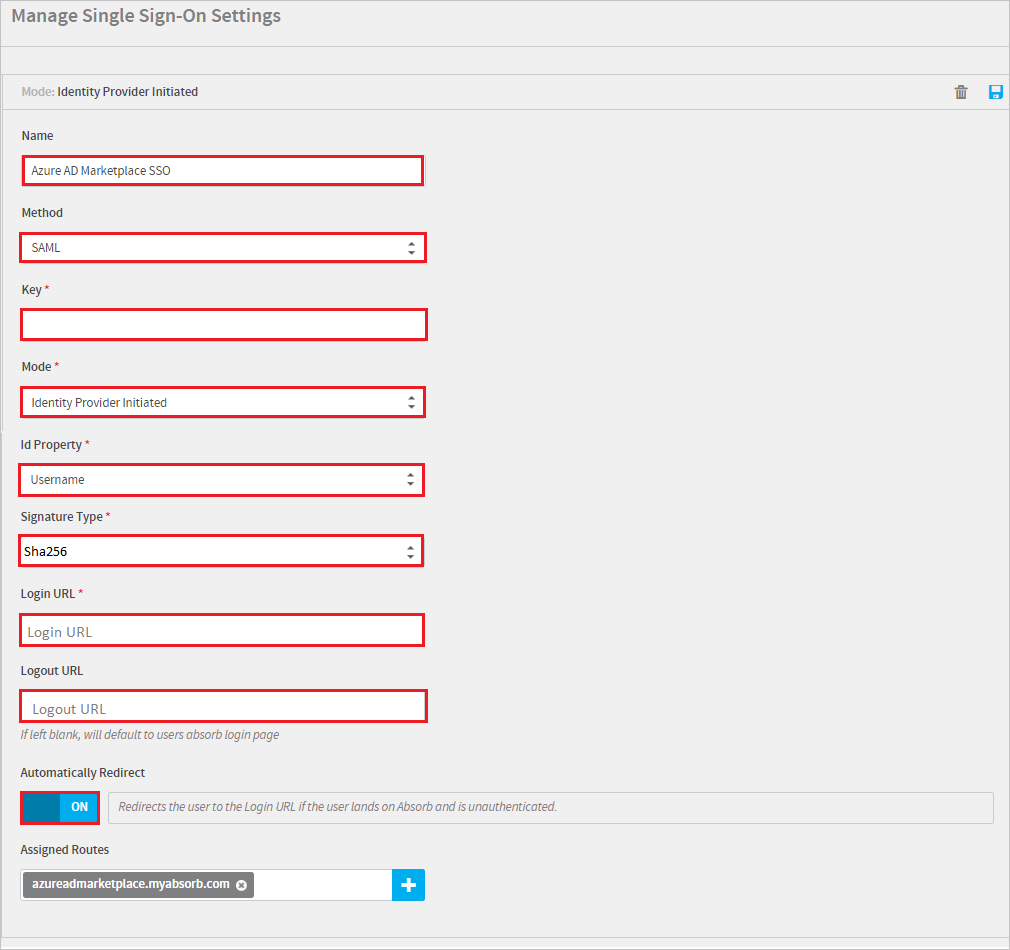 Manage Single Sign-On Settings
Mode: Identity Provider Initiated
Name
Azure AD Marketplace SSO
Method
SAML
Key *
Mode *
Identity Provider Initiated
Id Property *
Username
Signature Type *
Sha256
Login URL *
Login URL
Logout URL
Logout URL
If left blank, will default to users absorb login page
Automatically Redirect
ON
Redirects the user to the Login URL if the user lands on Absorb and is unauthenticated.
Assigned Routes
azureadmarketplace.myabsorb.com